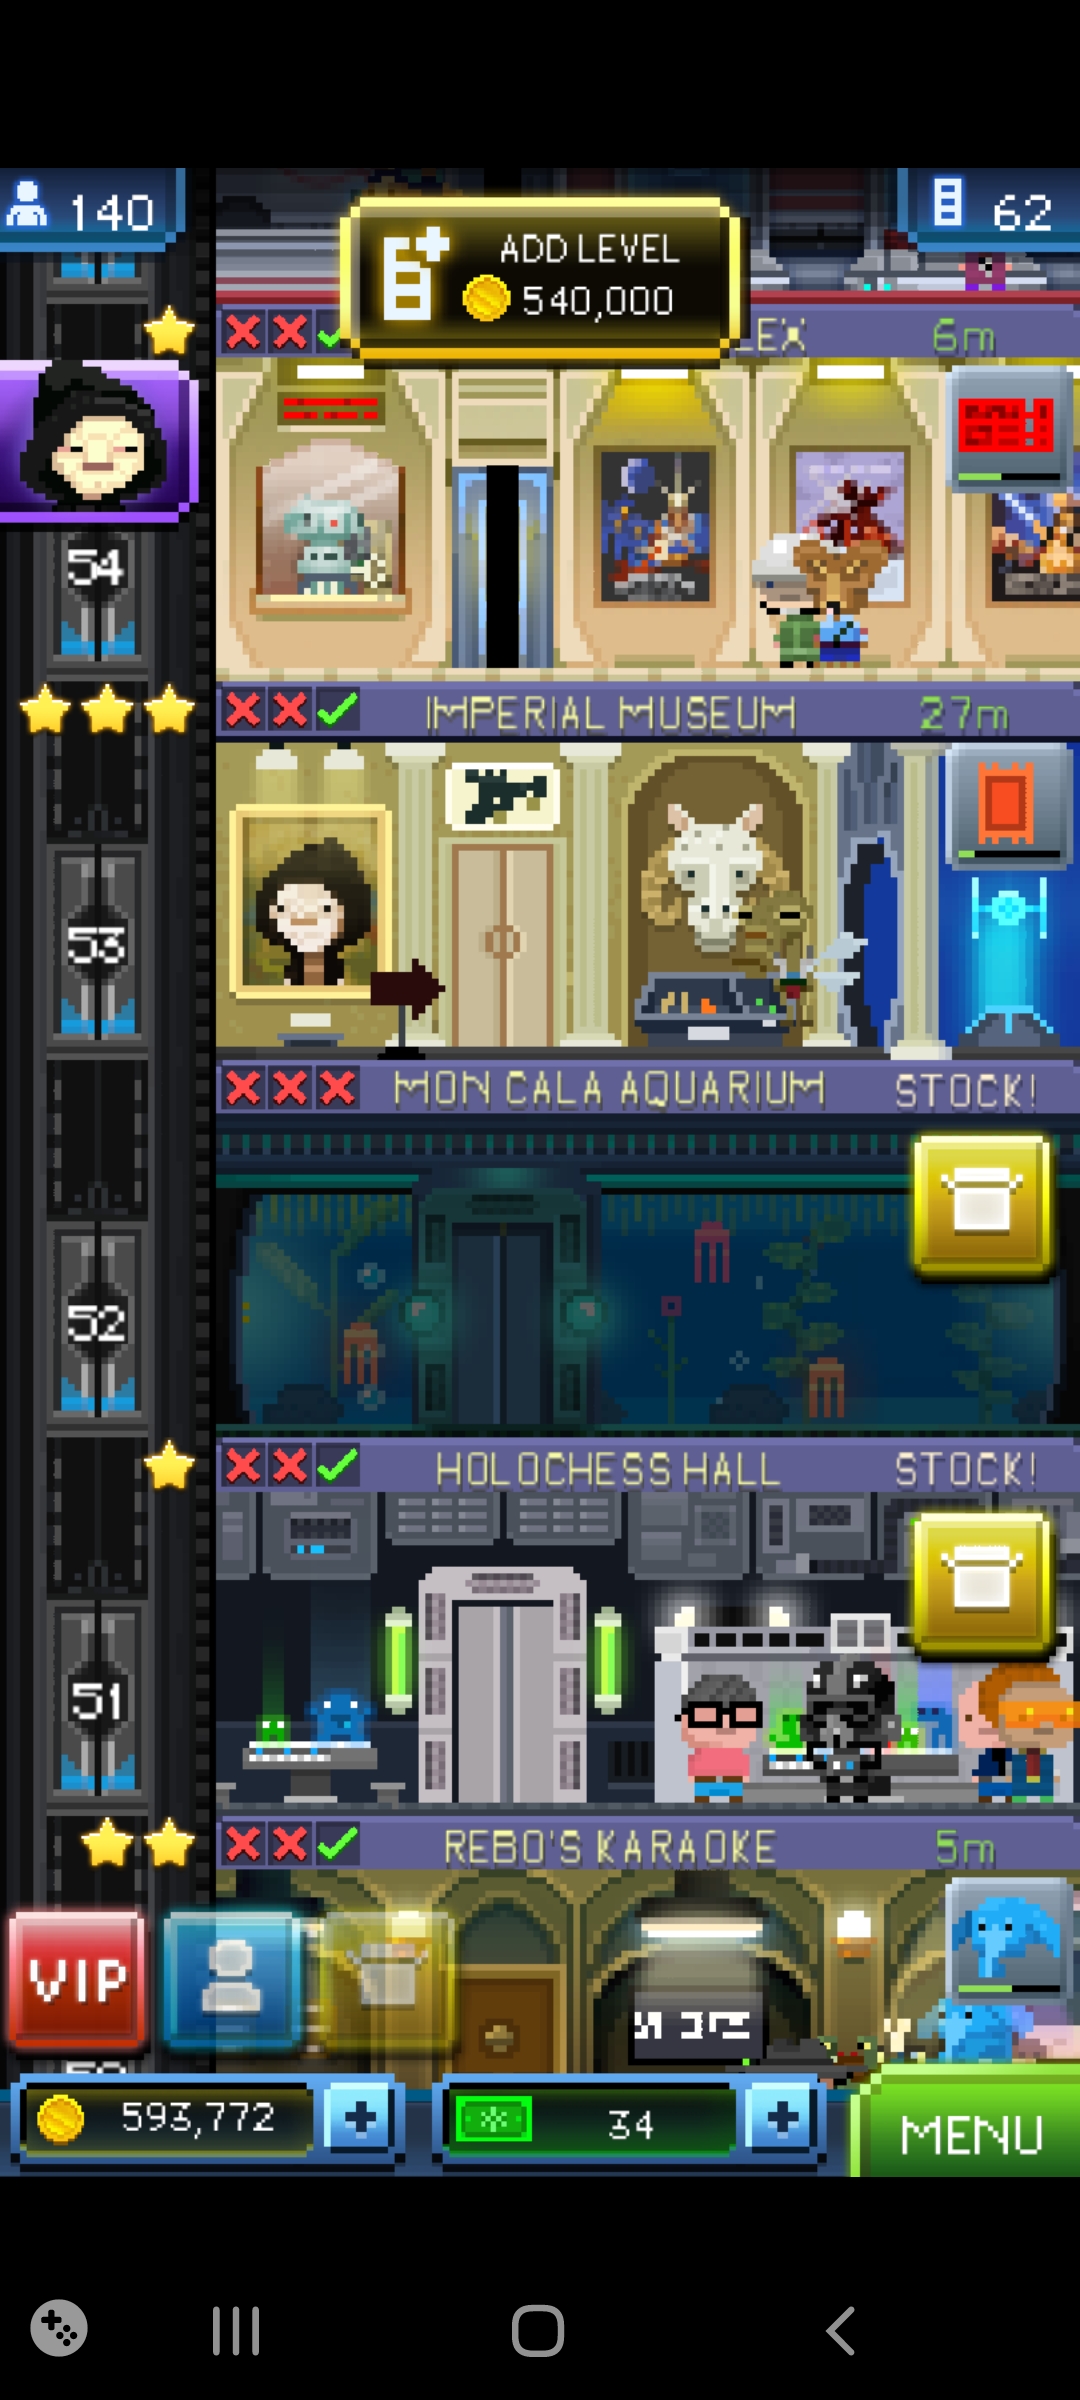 140
ADD LEVEL
540,000
62
LEX
6m
54
IMPERIAL MUSEUM
27m
53
MON CALA AQUARIUM
STOCK!
52
HOLOCHESS HALL
STOCK!
51
REBO'S KARAOKE
5m
VIP
593,772
34
MENU